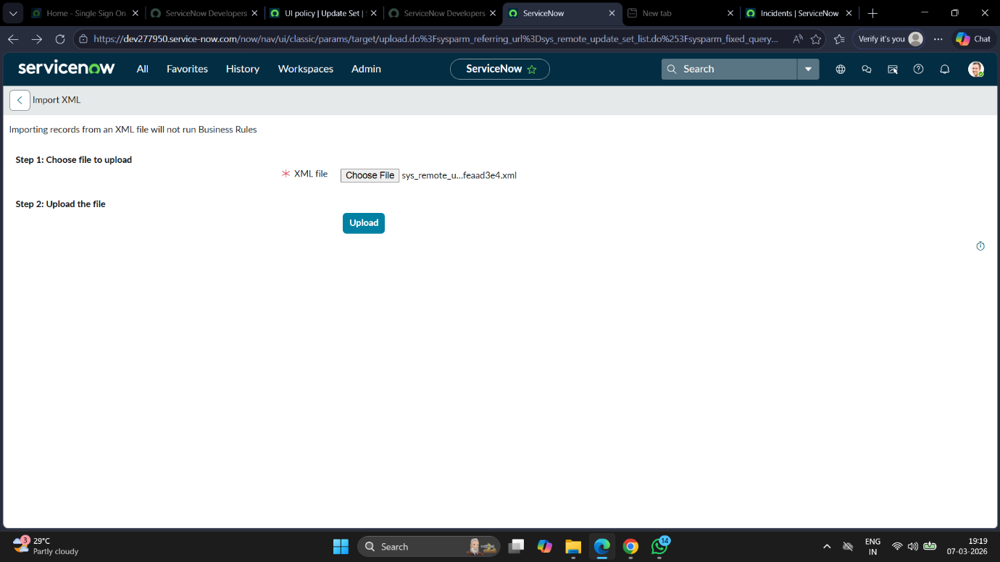 Home - Single Sign On
ServiceNow Developers
UI policy | Update Set |
ServiceNow Developers
ServiceNow
New tab
Incidents | ServiceNow
https://dev277950.service-now.com/now/nav/ui/classic/params/target/upload.do%3Fsysparm_referring_url%3Dsys_remote_update_set_list.do%253Fsysparm_fixed_query...
Verify it's you
Chat
servicenow
All
Favorites
History
Workspaces
Admin
ServiceNow
Search
Import XML
Importing records from an XML file will not run Business Rules
Step 1: Choose file to upload
XML file
Choose File
sys_remote_u...feaad3e4.xml
Step 2: Upload the file
Upload
3
29°C
Partly cloudy
Search
14
ENG
IN
19:19
07-03-2026